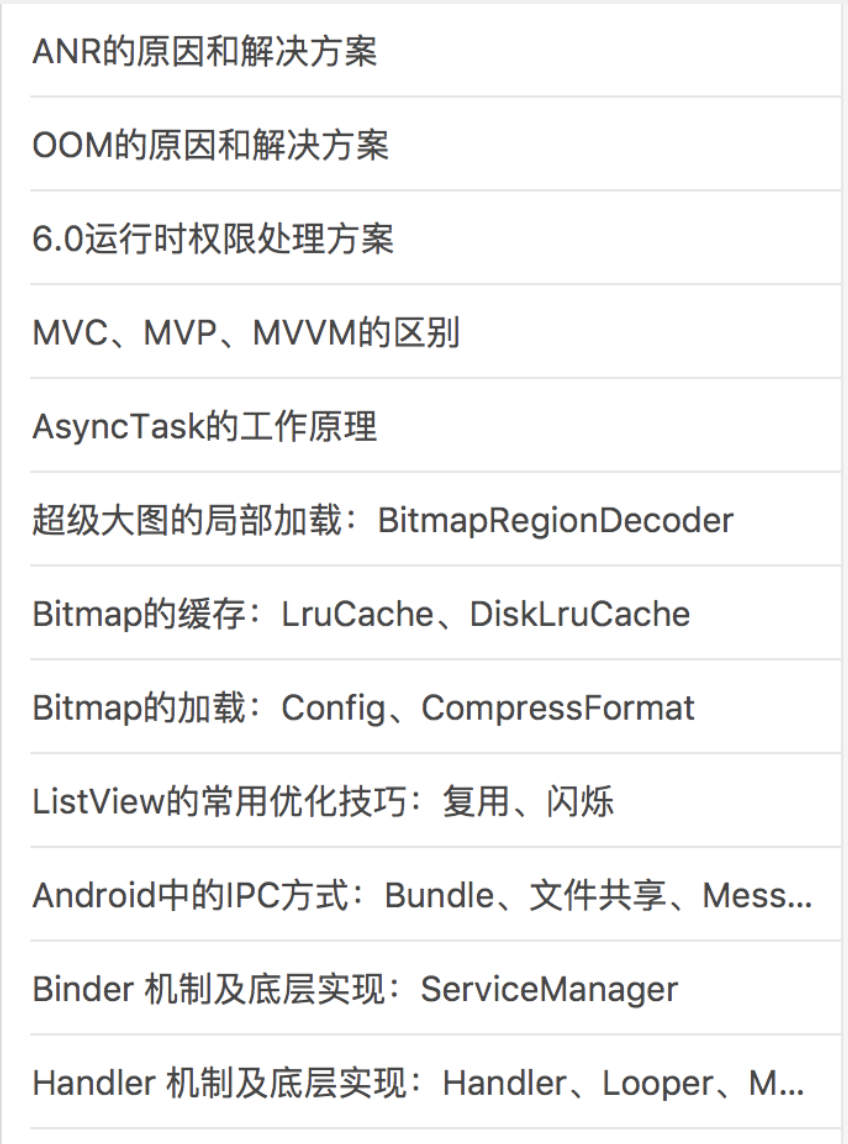 ANR的原因和解决方案
OOM的原因和解决方案
6.0运行时权限处理方案
MVC、MVP、MVVM的区别
AsyncTask的工作原理
超级大图的局部加载：BitmapRegionDecoder
Bitmap的缓存：LruCache、DiskLruCache
Bitmap的加载：Config、CompressFormat
ListView的常用优化技巧：复用、闪烁
Android中的IPC方式：Bundle、文件共享、Mess...
Binder 机制及底层实现：ServiceManager
Handler 机制及底层实现：Handler、Looper、M...